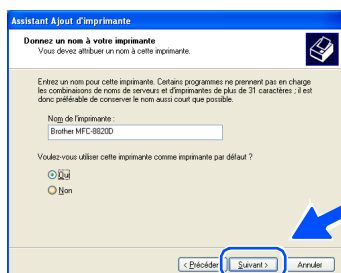 Assistant Ajout d'imprimante
Donnez un nom à votre imprimante
Vous devez attribuer un nom à cette imprimante.
Entrez un nom pour cette imprimante. Certains programmes ne prennent pas en charge
les combinaisons de noms de serveurs et d'imprimantes de plus de 31 caractères ; il est
donc préférable de conserver le nom aussi court que possible.
Nom de l'imprimante :
Brother MFC-8820D
Voulez-vous utiliser cette imprimante comme imprimante par défaut ?
Oui
Non
< Précédent
Suivant >
Annuler